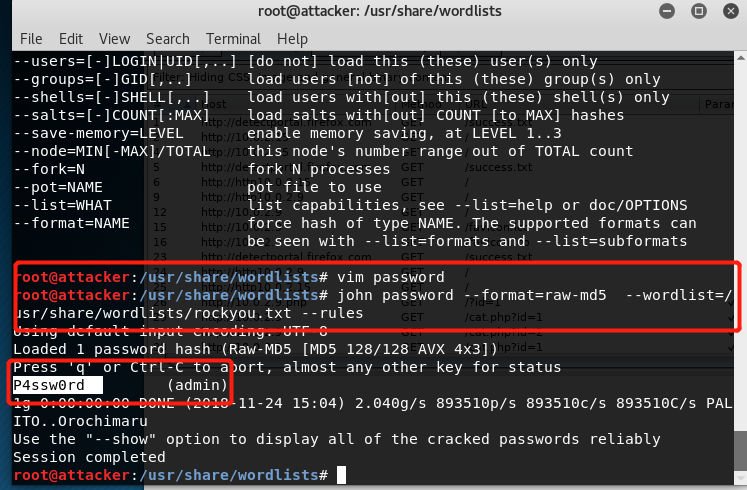 root@attacker: /usr/share/wordlists
File Edit View Search Terminal Help
--users=[-]LOGIN|UID[,..] [do not] load this (these) user(s) only
--groups=[-]GID[,..] load users [not] of this (these) group(s) only
--shells=[-]SHELL[,..] load users with[out] this (these) shell(s) only
--salts=[-]COUNT[:MAX] load salts with[out] COUNT [to MAX] hashes
--save-memory=LEVEL enable memory saving, at LEVEL 1..3
--node=MIN[-MAX]/TOTAL this node's number range out of TOTAL count
--fork=N fork N processes
--pot=NAME pot file to use
--list=WHAT list capabilities, see --list=help or doc/OPTIONS
--format=NAME force hash of type NAME. The supported formats can
be seen with --list=formats and --list=subformats
root@attacker:/usr/share/wordlists# vim password
root@attacker:/usr/share/wordlists# john password --format=raw-md5 --wordlist=/
usr/share/wordlists/rockyou.txt --rules
Using default input encoding: UTF-8
Loaded 1 password hash (Raw-MD5 [MD5 128/128 AVX 4x3])
Press 'q' or Ctrl-C to abort, almost any other key for status
P4ssw0rd (admin)
1g 0:00:00:00 DONE (2018-11-24 15:04) 2.040g/s 893510p/s 893510c/s 893510C/s PAL
ITO..Orochimaru
Use the "--show" option to display all of the cracked passwords reliably
Session completed
root@attacker:/usr/share/wordlists#